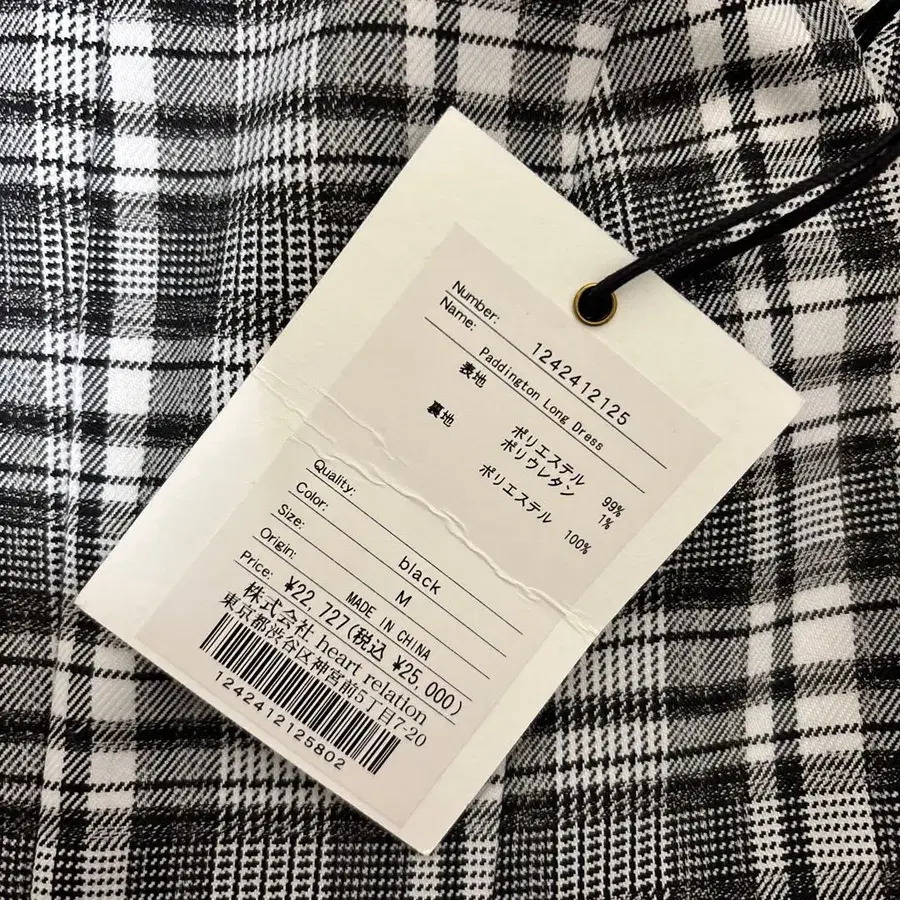 Number: 1242412125
Name: Paddington Long Dress
表地 ポリエステル 99%
ポリウレタン 1%
裏地 ポリエステル 100%
Quality:
Color: black
Size: M
Origin: MADE IN CHINA
Price: ¥22,727(税込 ¥25,000)
株式会社 heart relation
東京都渋谷区神宮前5丁目7-20
1242412125802